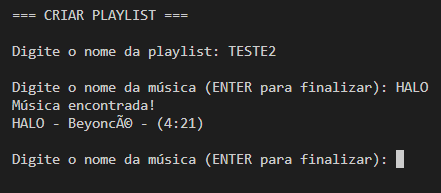 === CRIAR PLAYLIST ===
Digite o nome da playlist: TESTE2
Digite o nome da música (ENTER para finalizar): HALO
Música encontrada!
HALO - BeyoncÃ© - (4:21)
Digite o nome da música (ENTER para finalizar):